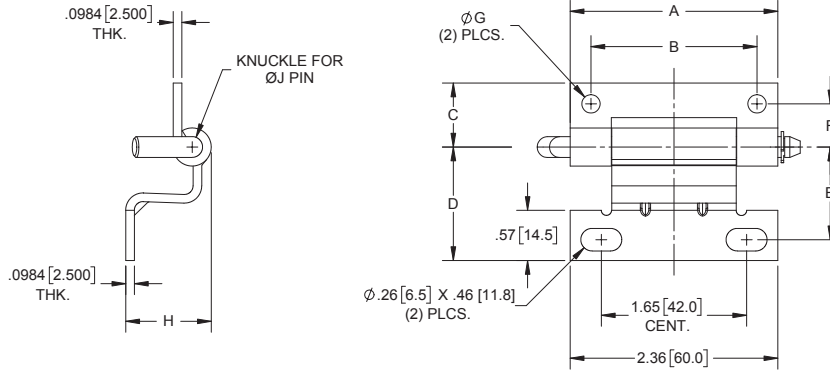 .0984 [2.500]
THK.
KNUCKLE FOR
ØJ PIN
C
D
.0984 [2.500]
THK.
H
A
ØG
(2) PLCS.
B
F
E
.57 [14.5]
Ø.26 [6.5] X .46 [11.8]
(2) PLCS.
1.65 [42.0]
CENT.
2.36 [60.0]